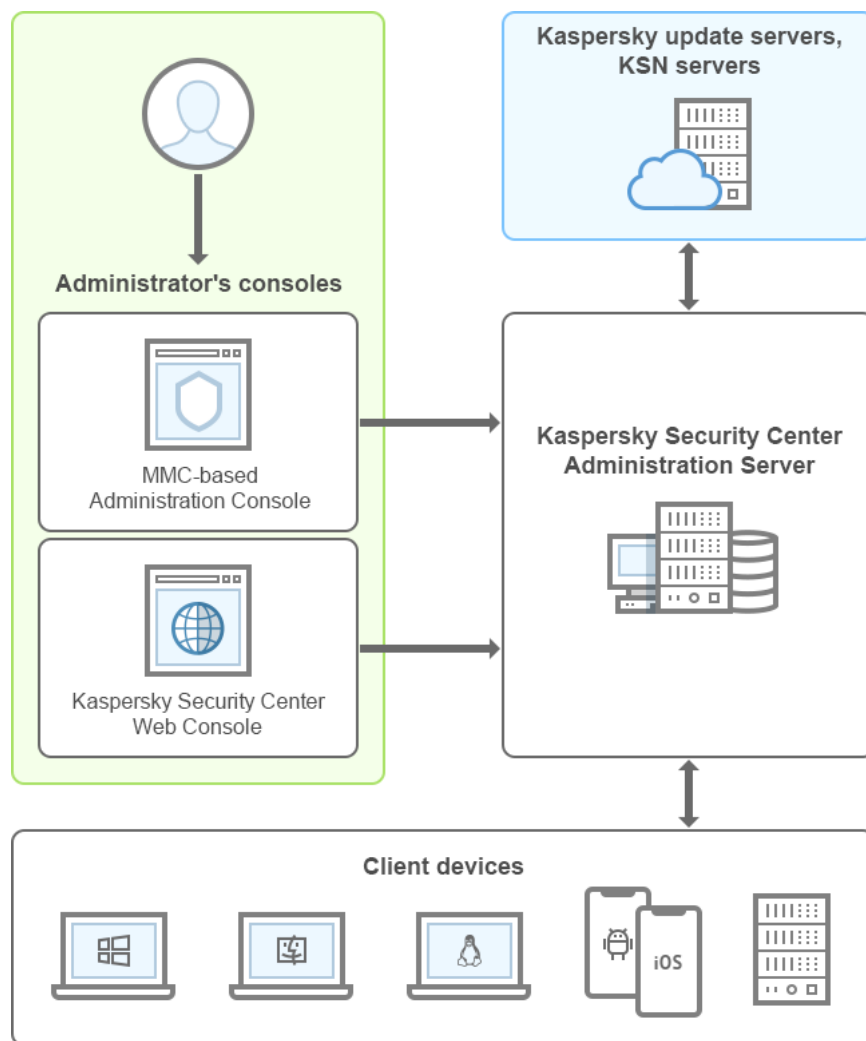 Kaspersky update servers,
KSN servers
Administrator's consoles
MMC-based
Administration Console
Kaspersky Security Center
Web Console
Kaspersky Security Center
Administration Server
Client devices
iOS